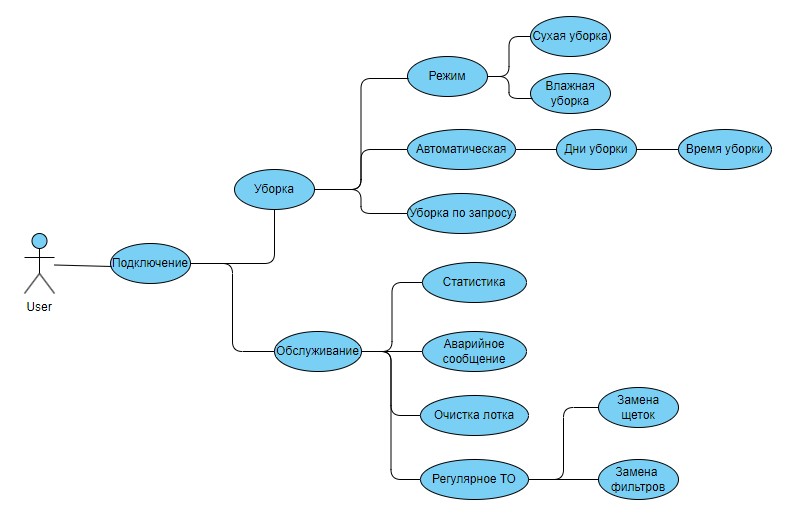 Сухая уборка
Режим
Влажная
уборка
Автоматическая
Дни уборки
Время уборки
Уборка
Уборка по запросу
Подключение
User
Статистика
Обслуживание
Аварийное
сообщение
Очистка лотка
Замена
щеток
Регулярное ТО
Замена
фильтров